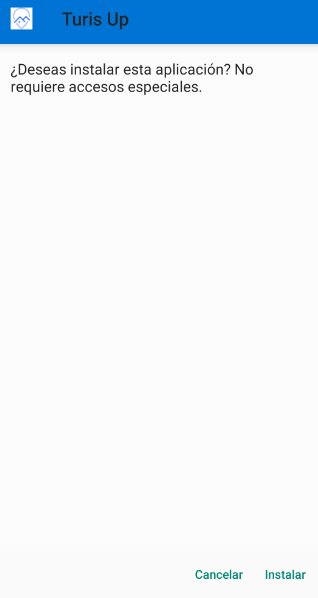 Turis Up
¿Deseas instalar esta aplicación? No
requiere accesos especiales.
Cancelar
Instalar